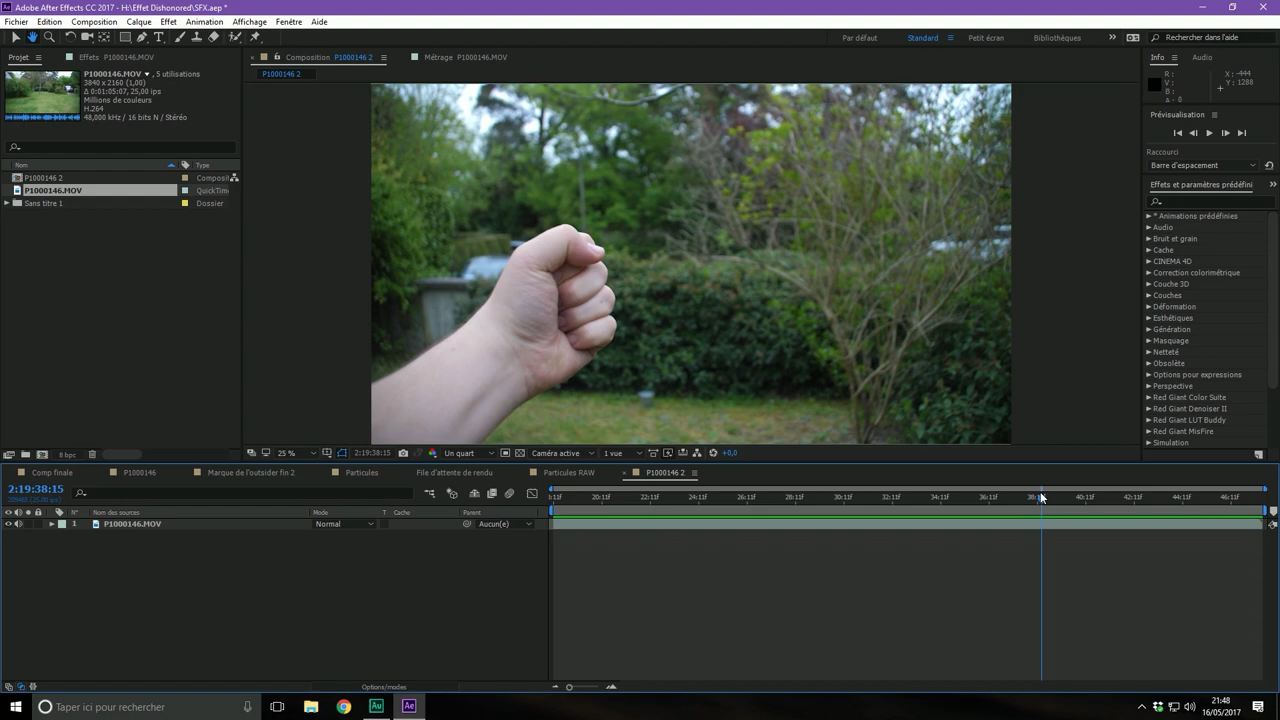 Adobe After Effects CC 2017 - H:\Effet Dishonored\SFX.aep *
Fichier Edition Composition Calque Effet Animation Affichage Fenêtre Aide
Par défaut Standard Petit écran Bibliothèques Rechercher dans l'aide
Projet Effets P1000146.MOV
Composition P1000146 2 Métrage P1000146.MOV
Info Audio
P1000146 2
P1000146.MOV , 5 utilisations
3840 x 2160 (1,00)
Δ 0:01:05:07, 25,00 ips
Millions de couleurs
H.264
48,000 kHz / 16 bits N / Stéréo
R :
V :
B :
A : 0
X : -444
Y : 1288
Prévisualisation
Raccourci
Barre d'espacement
Nom Type
P1000146 2 Composi
P1000146.MOV QuickTim
Sans titre 1 Dossier
Effets et paramètres prédéfini
* Animations prédéfinies
Audio
Bruit et grain
Cache
CINEMA 4D
Correction colorimétrique
Couche 3D
Couches
Déformation
Esthétiques
Génération
Masquage
Netteté
Obsolète
Options pour expressions
Perspective
Red Giant Color Suite
Red Giant Denoiser II
Red Giant LUT Buddy
Red Giant MisFire
Simulation
8 bpc
25 % 2:19:38:15 Un quart Caméra active 1 vue +0,0
Comp finale P1000146 Marque de l'outsider fin 2 Particules File d'attente de rendu Particules RAW P1000146 2
2:19:38:15
20:11f 22:11f 24:11f 26:11f 28:11f 30:11f 32:11f 34:11f 36:11f 40:11f 42:11f 44:11f 46:11f
N° Nom des sources Mode T Cache Parent
1 P1000146.MOV Normal Aucun(e)
Options/modes
Taper ici pour rechercher
Au Ae
21:48
16/05/2017